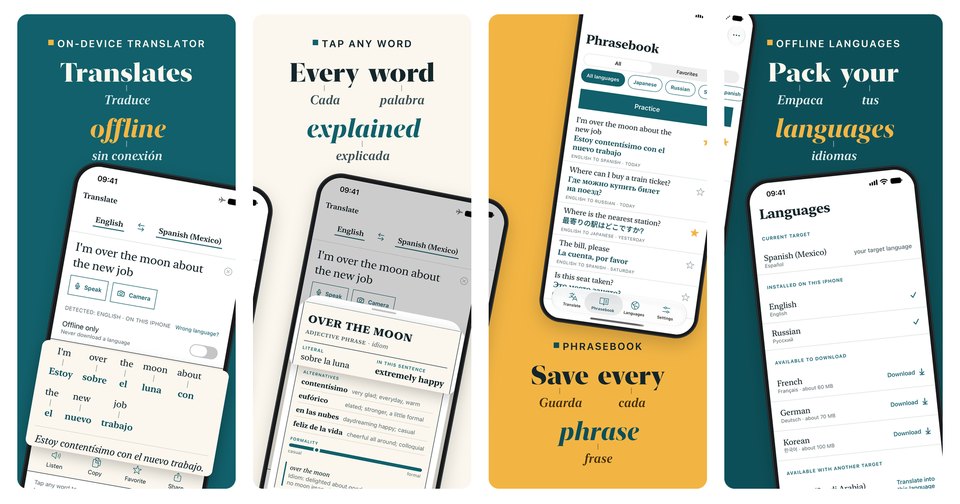 ON-DEVICE TRANSLATOR
Translates
Traduce
offline
sin conexión
09:41
Translate
English
Spanish (Mexico)
I'm over the moon about
the new job
Speak
Camera
DETECTED: ENGLISH · ON THIS IPHONE
Wrong language?
Offline only
Never download a language
I'm over the moon about
Estoy sobre el luna con
the new job
el nuevo trabajo
Estoy contentísimo con el nuevo trabajo.
Listen
Copy
Favorite
Share
Tap any word to
TAP ANY WORD
Every word
Cada palabra
explained
explicada
09:41
Translate
English
Spanish (Mexico)
I'm over the moon about
the new job
Speak
Camera
OVER THE MOON
ADJECTIVE PHRASE · idiom
LITERAL
sobre la luna
IN THIS SENTENCE
extremely happy
ALTERNATIVES
contentísimo very glad; everyday, warm
eufórico elated; stronger, a little formal
en las nubes daydreaming happy; casual
feliz de la vida cheerful all around; colloquial
FORMALITY
casual
formal
over the moon
Idiom: delighted about
Phrasebook
All
Favorites
All languages
Japanese
Russian
Practice
I'm over the moon about the
new job
Estoy contentísimo con el
nuevo trabajo
ENGLISH TO SPANISH · TODAY
Where can I buy a train ticket?
Где можно купить билет
на поезд?
ENGLISH TO RUSSIAN · TODAY
Where is the nearest station?
最寄りの駅はどこですか?
ENGLISH TO JAPANESE · YESTERDAY
The bill, please
La cuenta, por favor
ENGLISH TO SPANISH · SATURDAY
Is this seat taken?
Translate
Phrasebook
Languages
Settings
PHRASEBOOK
Save every
Guarda cada
phrase
frase
OFFLINE LANGUAGES
Pack your
Empaca tus
languages
idiomas
09:41
Languages
CURRENT TARGET
Spanish (Mexico)
Español
your target language
INSTALLED ON THIS IPHONE
English
English
Russian
Русский
AVAILABLE TO DOWNLOAD
French
Français · about 80 MB
Download
German
Deutsch · about 70 MB
Download
Korean
한국어 · about 100 MB
Download
AVAILABLE WITH ANOTHER TARGET
Translate into